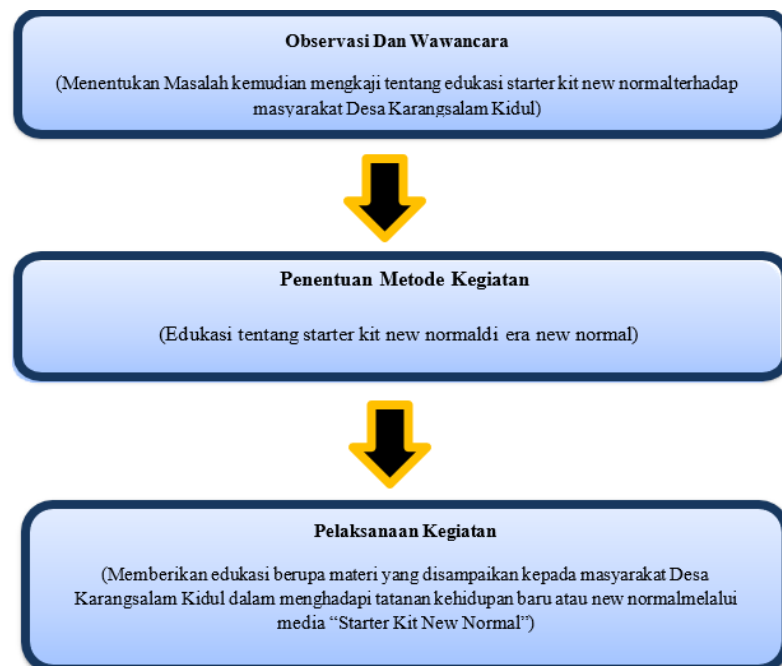 Observasi Dan Wawancara
(Menentukan Masalah kemudian mengkaji tentang edukasi starter kit new normalterhadap
masyarakat Desa Karangsalam Kidul)
Penentuan Metode Kegiatan
(Edukasi tentang starter kit new normaldi era new normal)
Pelaksanaan Kegiatan
(Memberikan edukasi berupa materi yang disampaikan kepada masyarakat Desa
Karangsalam Kidul dalam menghadapi tatanan kehidupan baru atau new normalmelalui
media “Starter Kit New Normal”)